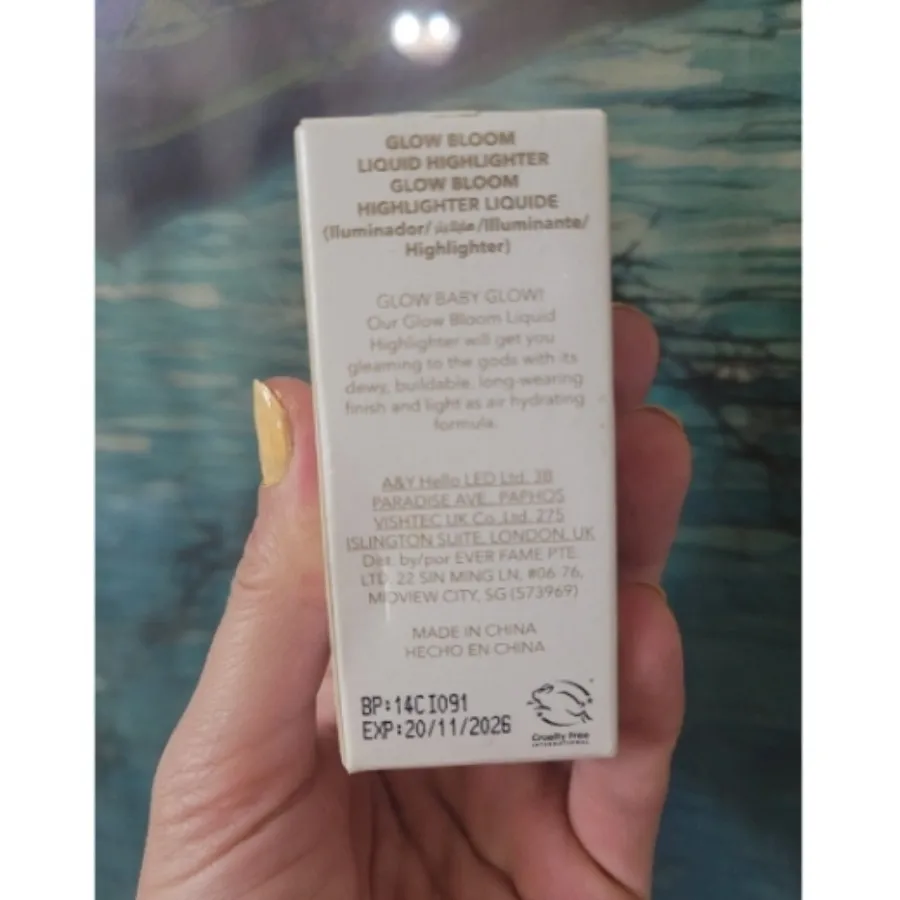 GLOW BLOOM
LIQUID HIGHLIGHTER
GLOW BLOOM
HIGHLIGHTER LIQUIDE
(Iluminador/ /Illuminante/
Highlighter)
GLOW BABY GLOW!
Our Glow Bloom Liquid
Highlighter will get you
gleaming to the gods with its
dewy, buildable, long-wearing
finish and light as air hydrating
formula.
A&Y Hello LED Ltd. 3B
PARADISE AVE., PAPHOS
VISHTEC UK Co.,Ltd. 275
ISLINGTON SUITE, LONDON, UK
Dist. by/por EVER FAME PTE.
LTD. 22 SIN MING LN, #06-76,
MIDVIEW CITY, SG (573969)
MADE IN CHINA
HECHO EN CHINA
BP:14CI091
EXP:20/11/2026
Cruelty Free
INTERNATIONAL